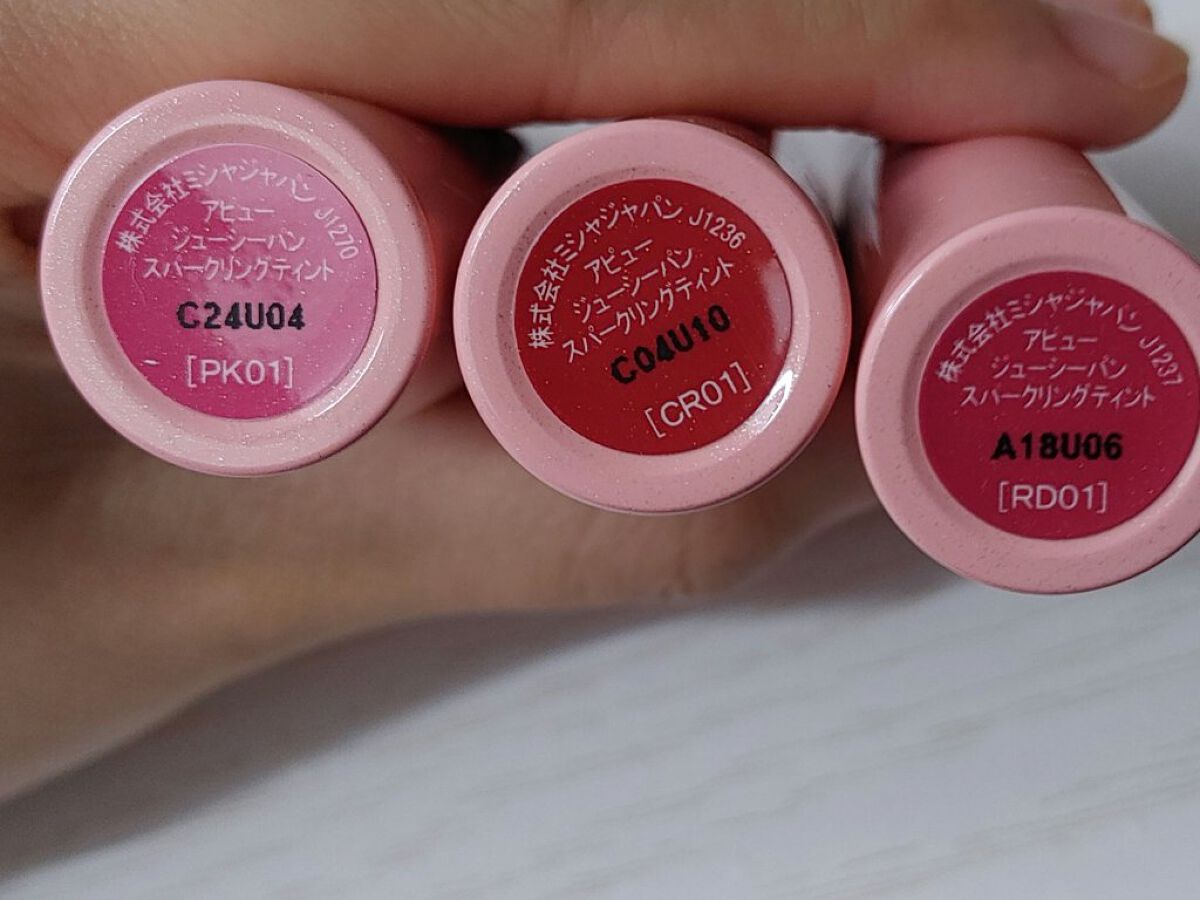 株式会社ミシャジャパン J1270
アピュー
ジューシーパン
スパークリングティント
C24U04
[PK01]
株式会社ミシャジャパン J1236
アピュー
ジューシーパン
スパークリングティント
C04U10
[CR01]
株式会社ミシャジャパン J1237
アピュー
ジューシーパン
スパークリングティント
A18U06
[RD01]